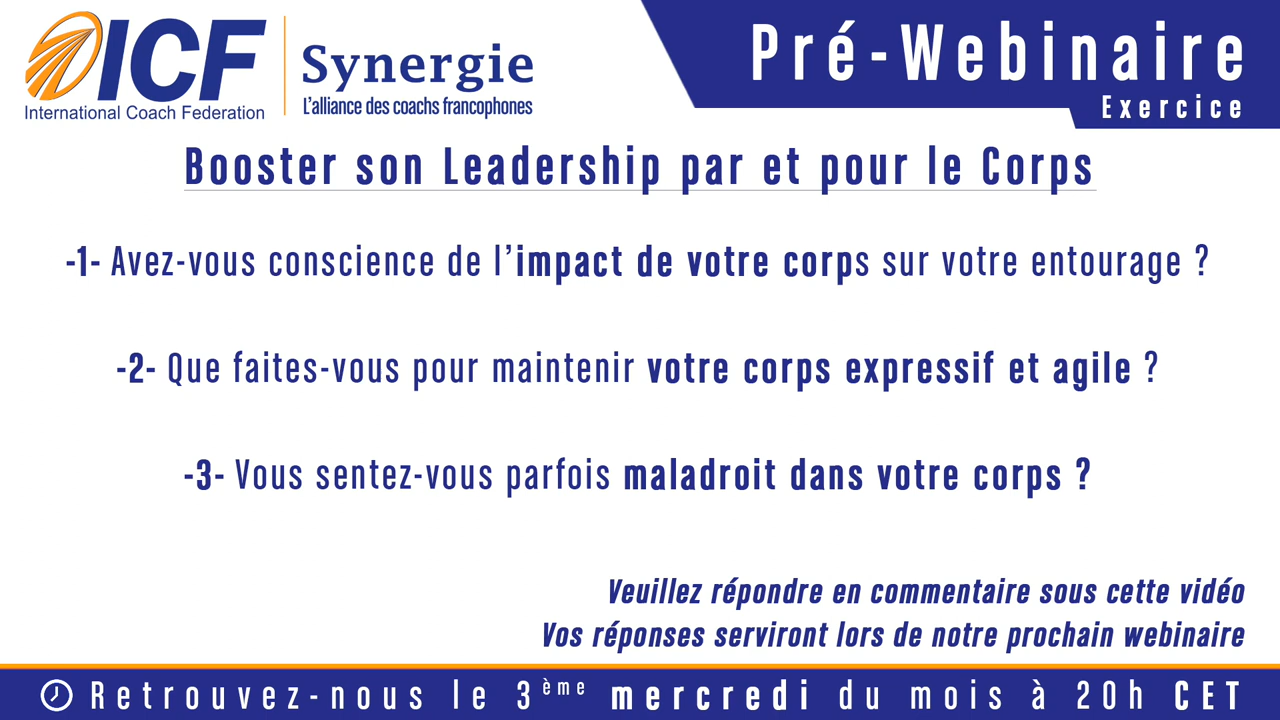 ICF
International Coach Federation
Synergie
L'alliance des coachs francophones
Pré-Webinaire
Exercice
Booster son Leadership par et pour le Corps
-1- Avez-vous conscience de l'impact de votre corps sur votre entourage ?
-2- Que faites-vous pour maintenir votre corps expressif et agile ?
-3- Vous sentez-vous parfois maladroit dans votre corps ?
Veuillez répondre en commentaire sous cette vidéo
Vos réponses serviront lors de notre prochain webinaire
Retrouvez-nous le 3ème mercredi du mois à 20h CET